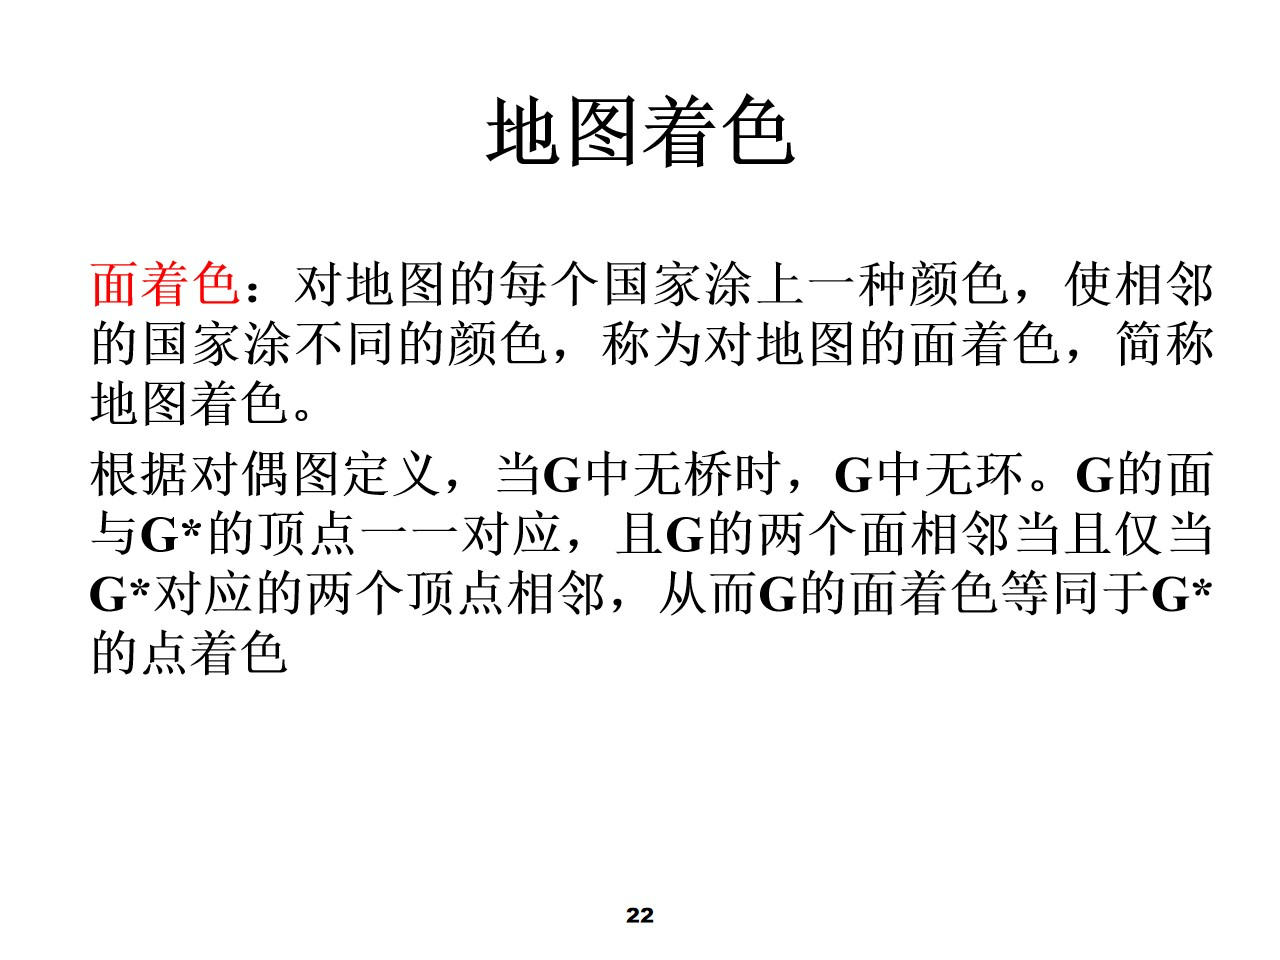 地图着色
面着色：对地图的每个国家涂上一种颜色，使相邻
的国家涂不同的颜色，称为对地图的面着色，简称
地图着色。
根据对偶图定义，当G中无桥时，G中无环。G的面
与G*的顶点一一对应，且G的两个面相邻当且仅当
G*对应的两个顶点相邻，从而G的面着色等同于G*
的点着色
22